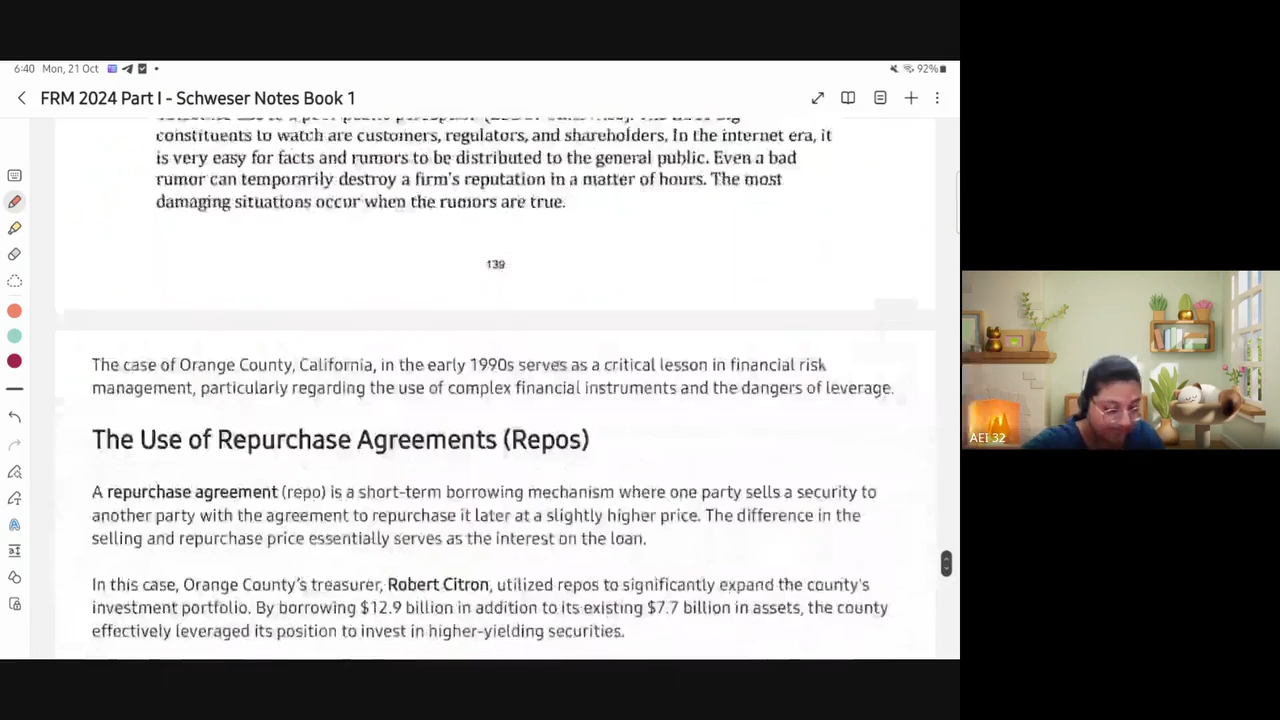 6:40 Mon, 21 Oct
92%
FRM 2024 Part I - Schweser Notes Book 1
constituents to watch are customers, regulators, and shareholders. In the internet era, it
is very easy for facts and rumors to be distributed to the general public. Even a bad
rumor can temporarily destroy a firm's reputation in a matter of hours. The most
damaging situations occur when the rumors are true.
139
The case of Orange County, California, in the early 1990s serves as a critical lesson in financial risk
management, particularly regarding the use of complex financial instruments and the dangers of leverage.
The Use of Repurchase Agreements (Repos)
A repurchase agreement (repo) is a short-term borrowing mechanism where one party sells a security to
another party with the agreement to repurchase it later at a slightly higher price. The difference in the
selling and repurchase price essentially serves as the interest on the loan.
In this case, Orange County's treasurer, Robert Citron, utilized repos to significantly expand the county's
investment portfolio. By borrowing $12.9 billion in addition to its existing $7.7 billion in assets, the county
effectively leveraged its position to invest in higher-yielding securities.
AEI 32